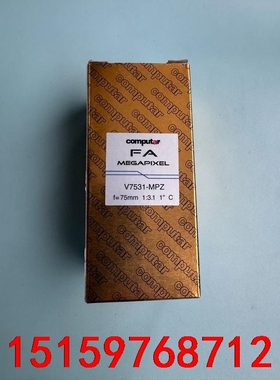 computar
FA
MEGAPIXEL
V7531-MPZ
f=75mm 1:3.1 1" C
15159768712